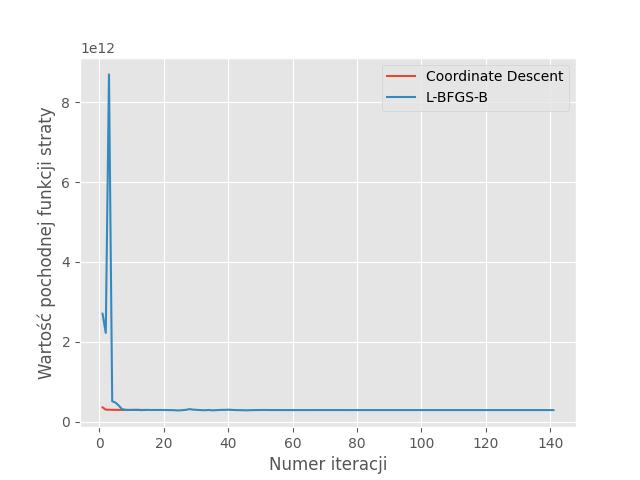 1e12
Coordinate Descent
L-BFGS-B
Wartość pochodnej funkcji straty
8
6
4
2
0
0 20 40 60 80 100 120 140
Numer iteracji